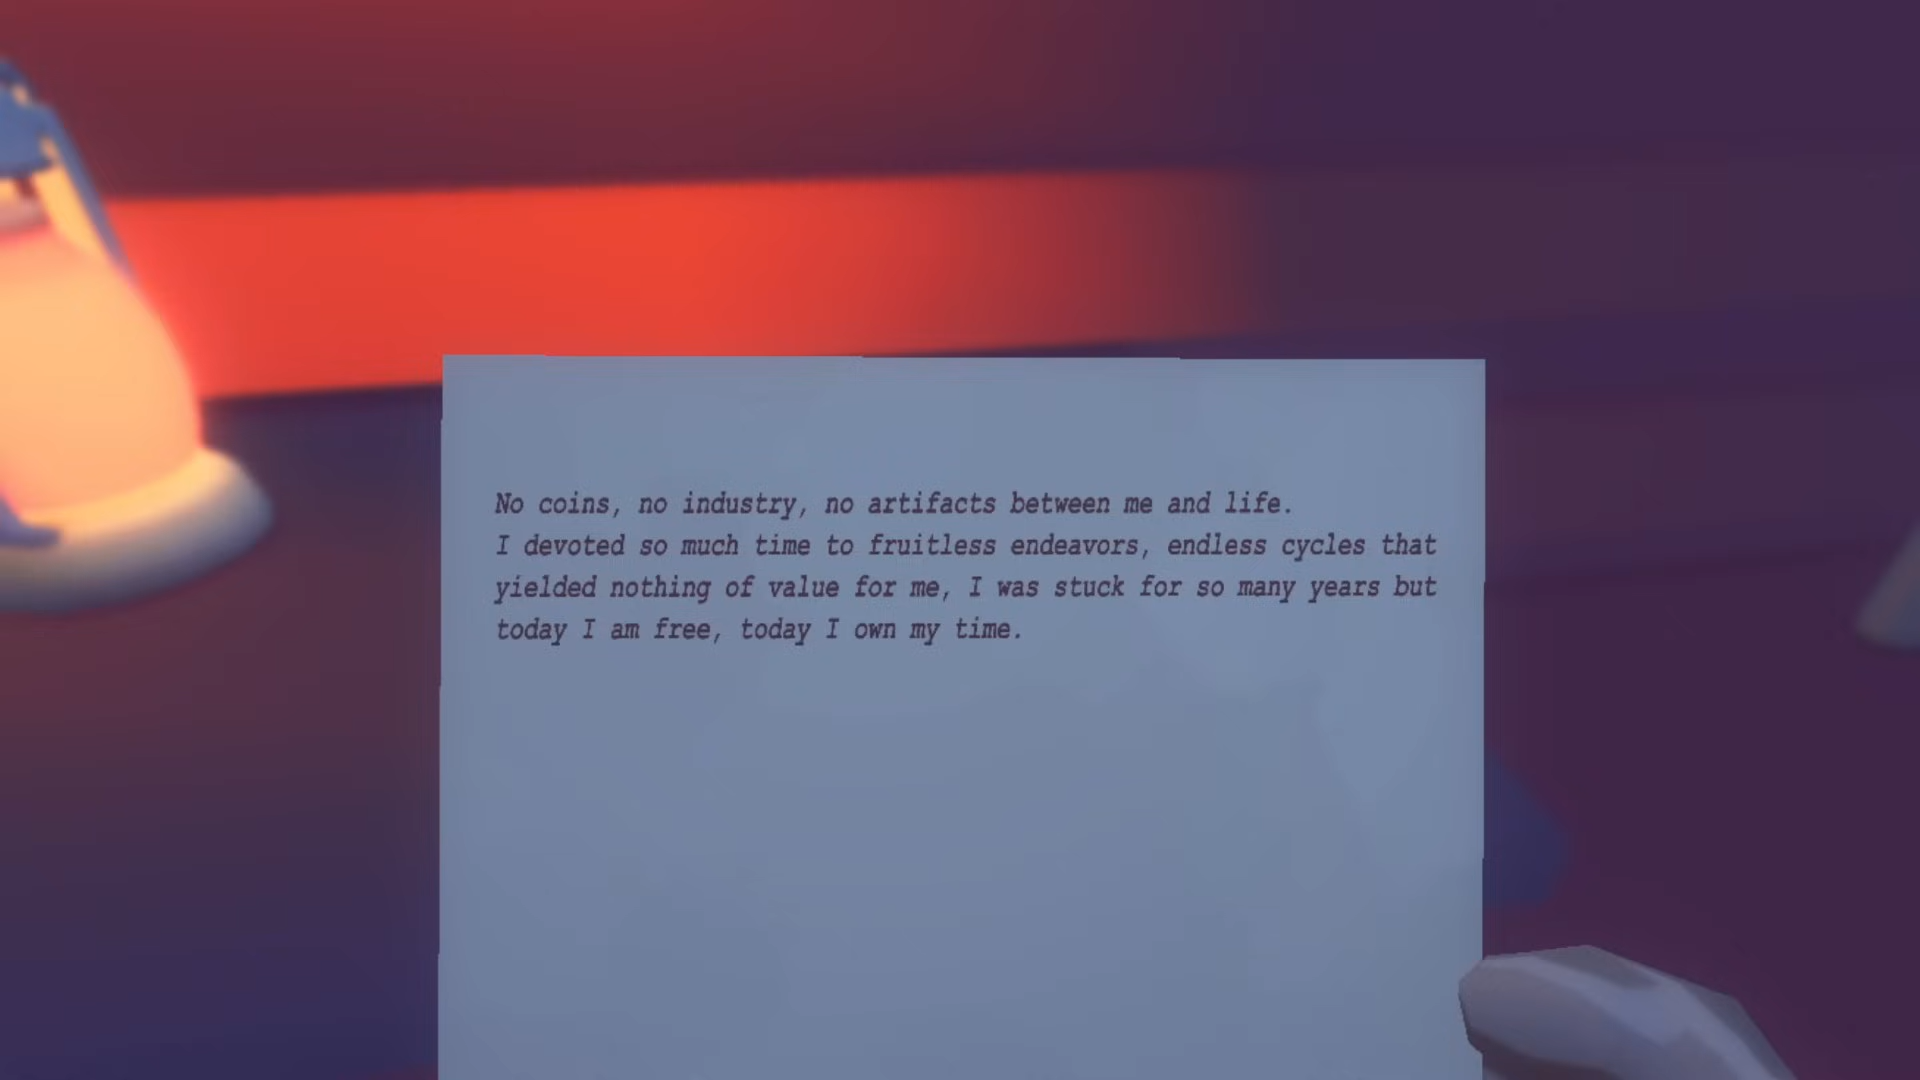 No coins, no industry, no artifacts between me and life.
I devoted so much time to fruitless endeavors, endless cycles that
yielded nothing of value for me, I was stuck for so many years but
today I am free, today I own my time.